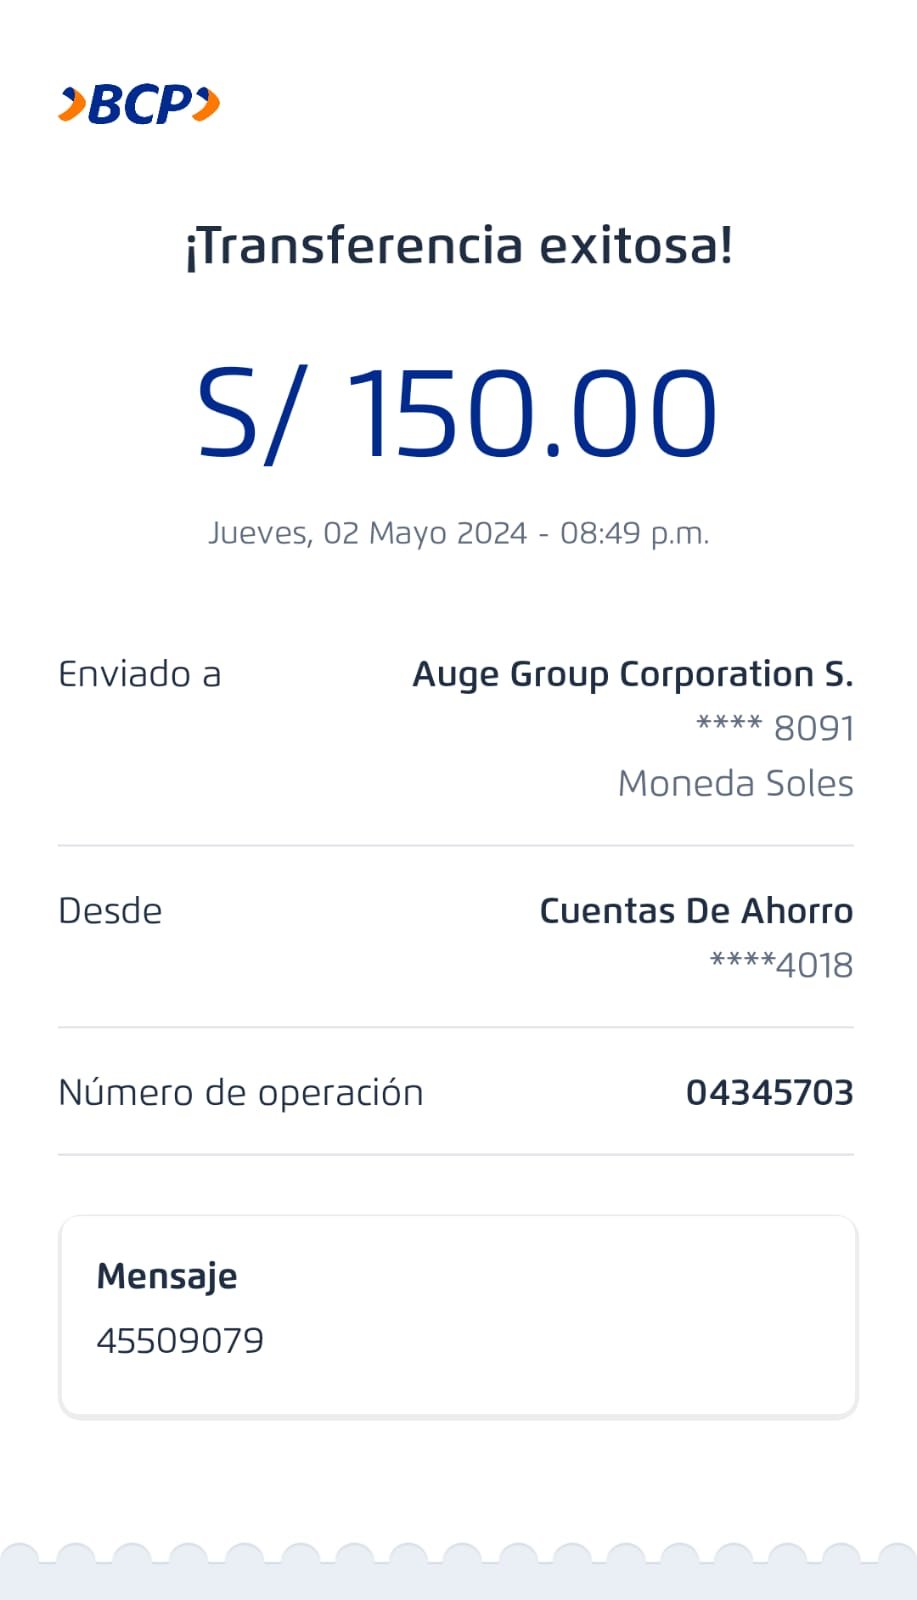 BCP
¡Transferencia exitosa!
S/ 150.00
Jueves, 02 Mayo 2024 - 08:49 p.m.
Enviado a
Auge Group Corporation S.
**** 8091
Moneda Soles
Desde
Cuentas De Ahorro
****4018
Número de operación
04345703
Mensaje
45509079